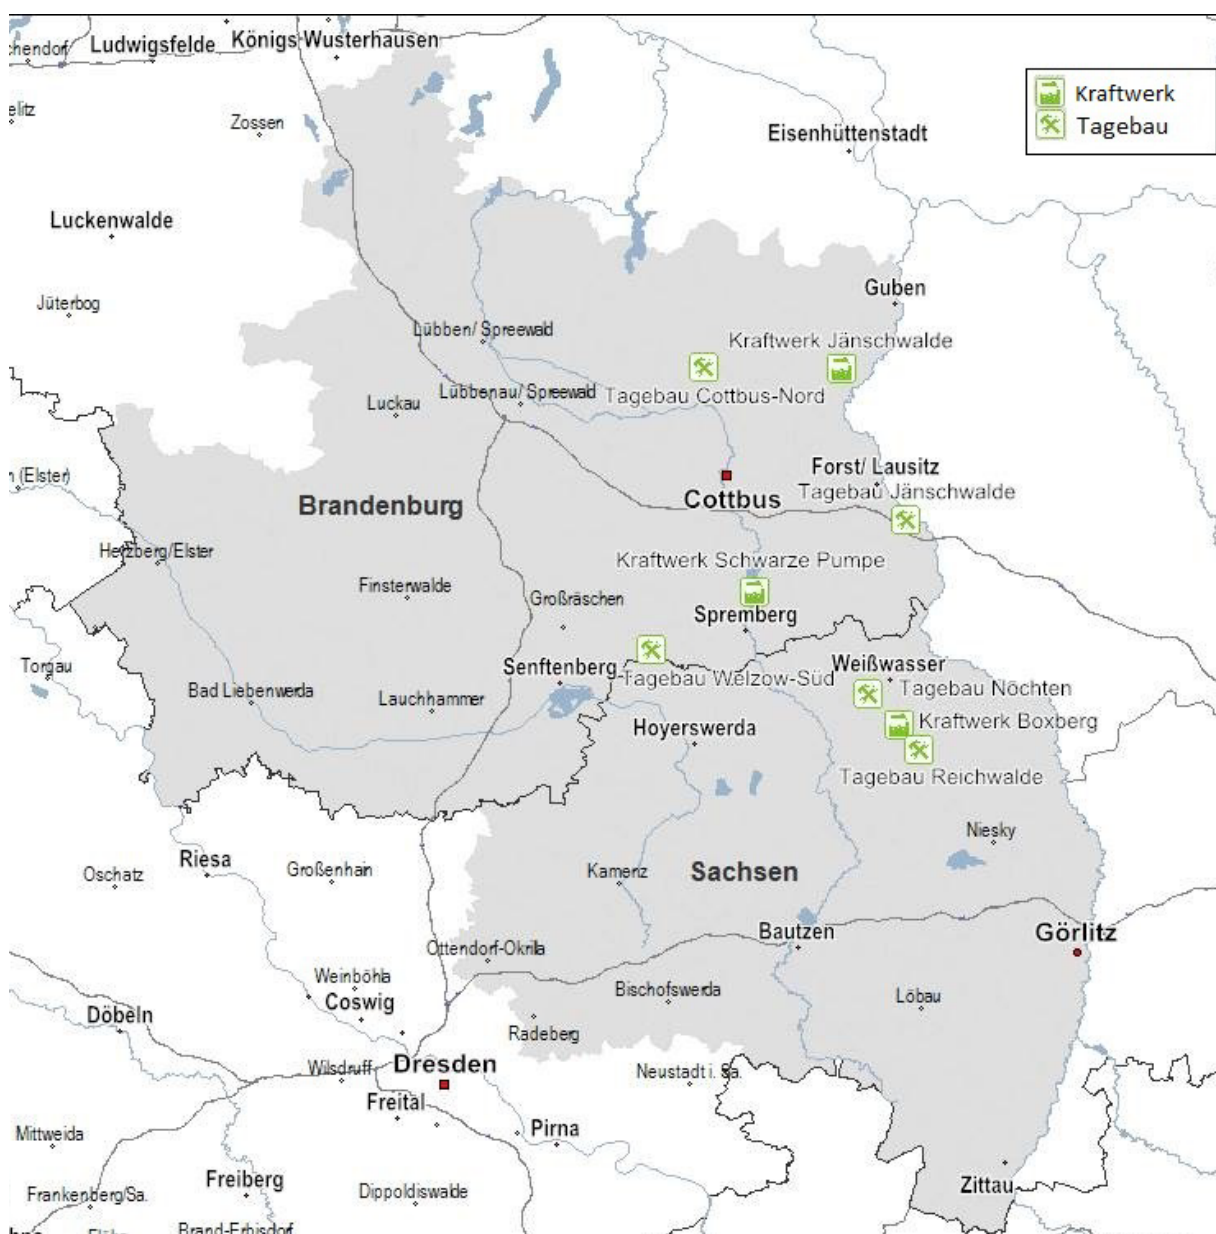 Ludwigsfelde
Königs Wusterhausen
chendorf
Kraftwerk
Tagebau
elitz
Zossen
Eisenhüttenstadt
Luckenwalde
Guben
Jüterbog
Lübben/ Spreewald
Kraftwerk Jänschwalde
Lübbenau/ Spreewald
Tagebau Cottbus-Nord
Luckau
n (Elster)
Forst/ Lausitz
Tagebau Jänschwalde
Brandenburg
Cottbus
Herzberg/Elster
Kraftwerk Schwarze Pumpe
Finsterwalde
Großräschen
Spremberg
Torgau
Senftenberg
Tagebau Welzow-Süd
Weißwasser
Bad Liebenwerda
Lauchhammer
Tagebau Nochten
Hoyerswerda
Kraftwerk Boxberg
Tagebau Reichwalde
Niesky
Riesa
Großenhain
Oschatz
Kamenz
Sachsen
Bautzen
Görlitz
Ottendorf-Okrilla
Weinböhla
Coswig
Bischofswerda
Löbau
Döbeln
Radeberg
Dresden
Wilsdruff
Neustadt i. Sa.
Freital
Pirna
Mittweida
Freiberg
Zittau
Frankenberg/Sa.
Dippoldiswalde
Brand-Erbisdorf